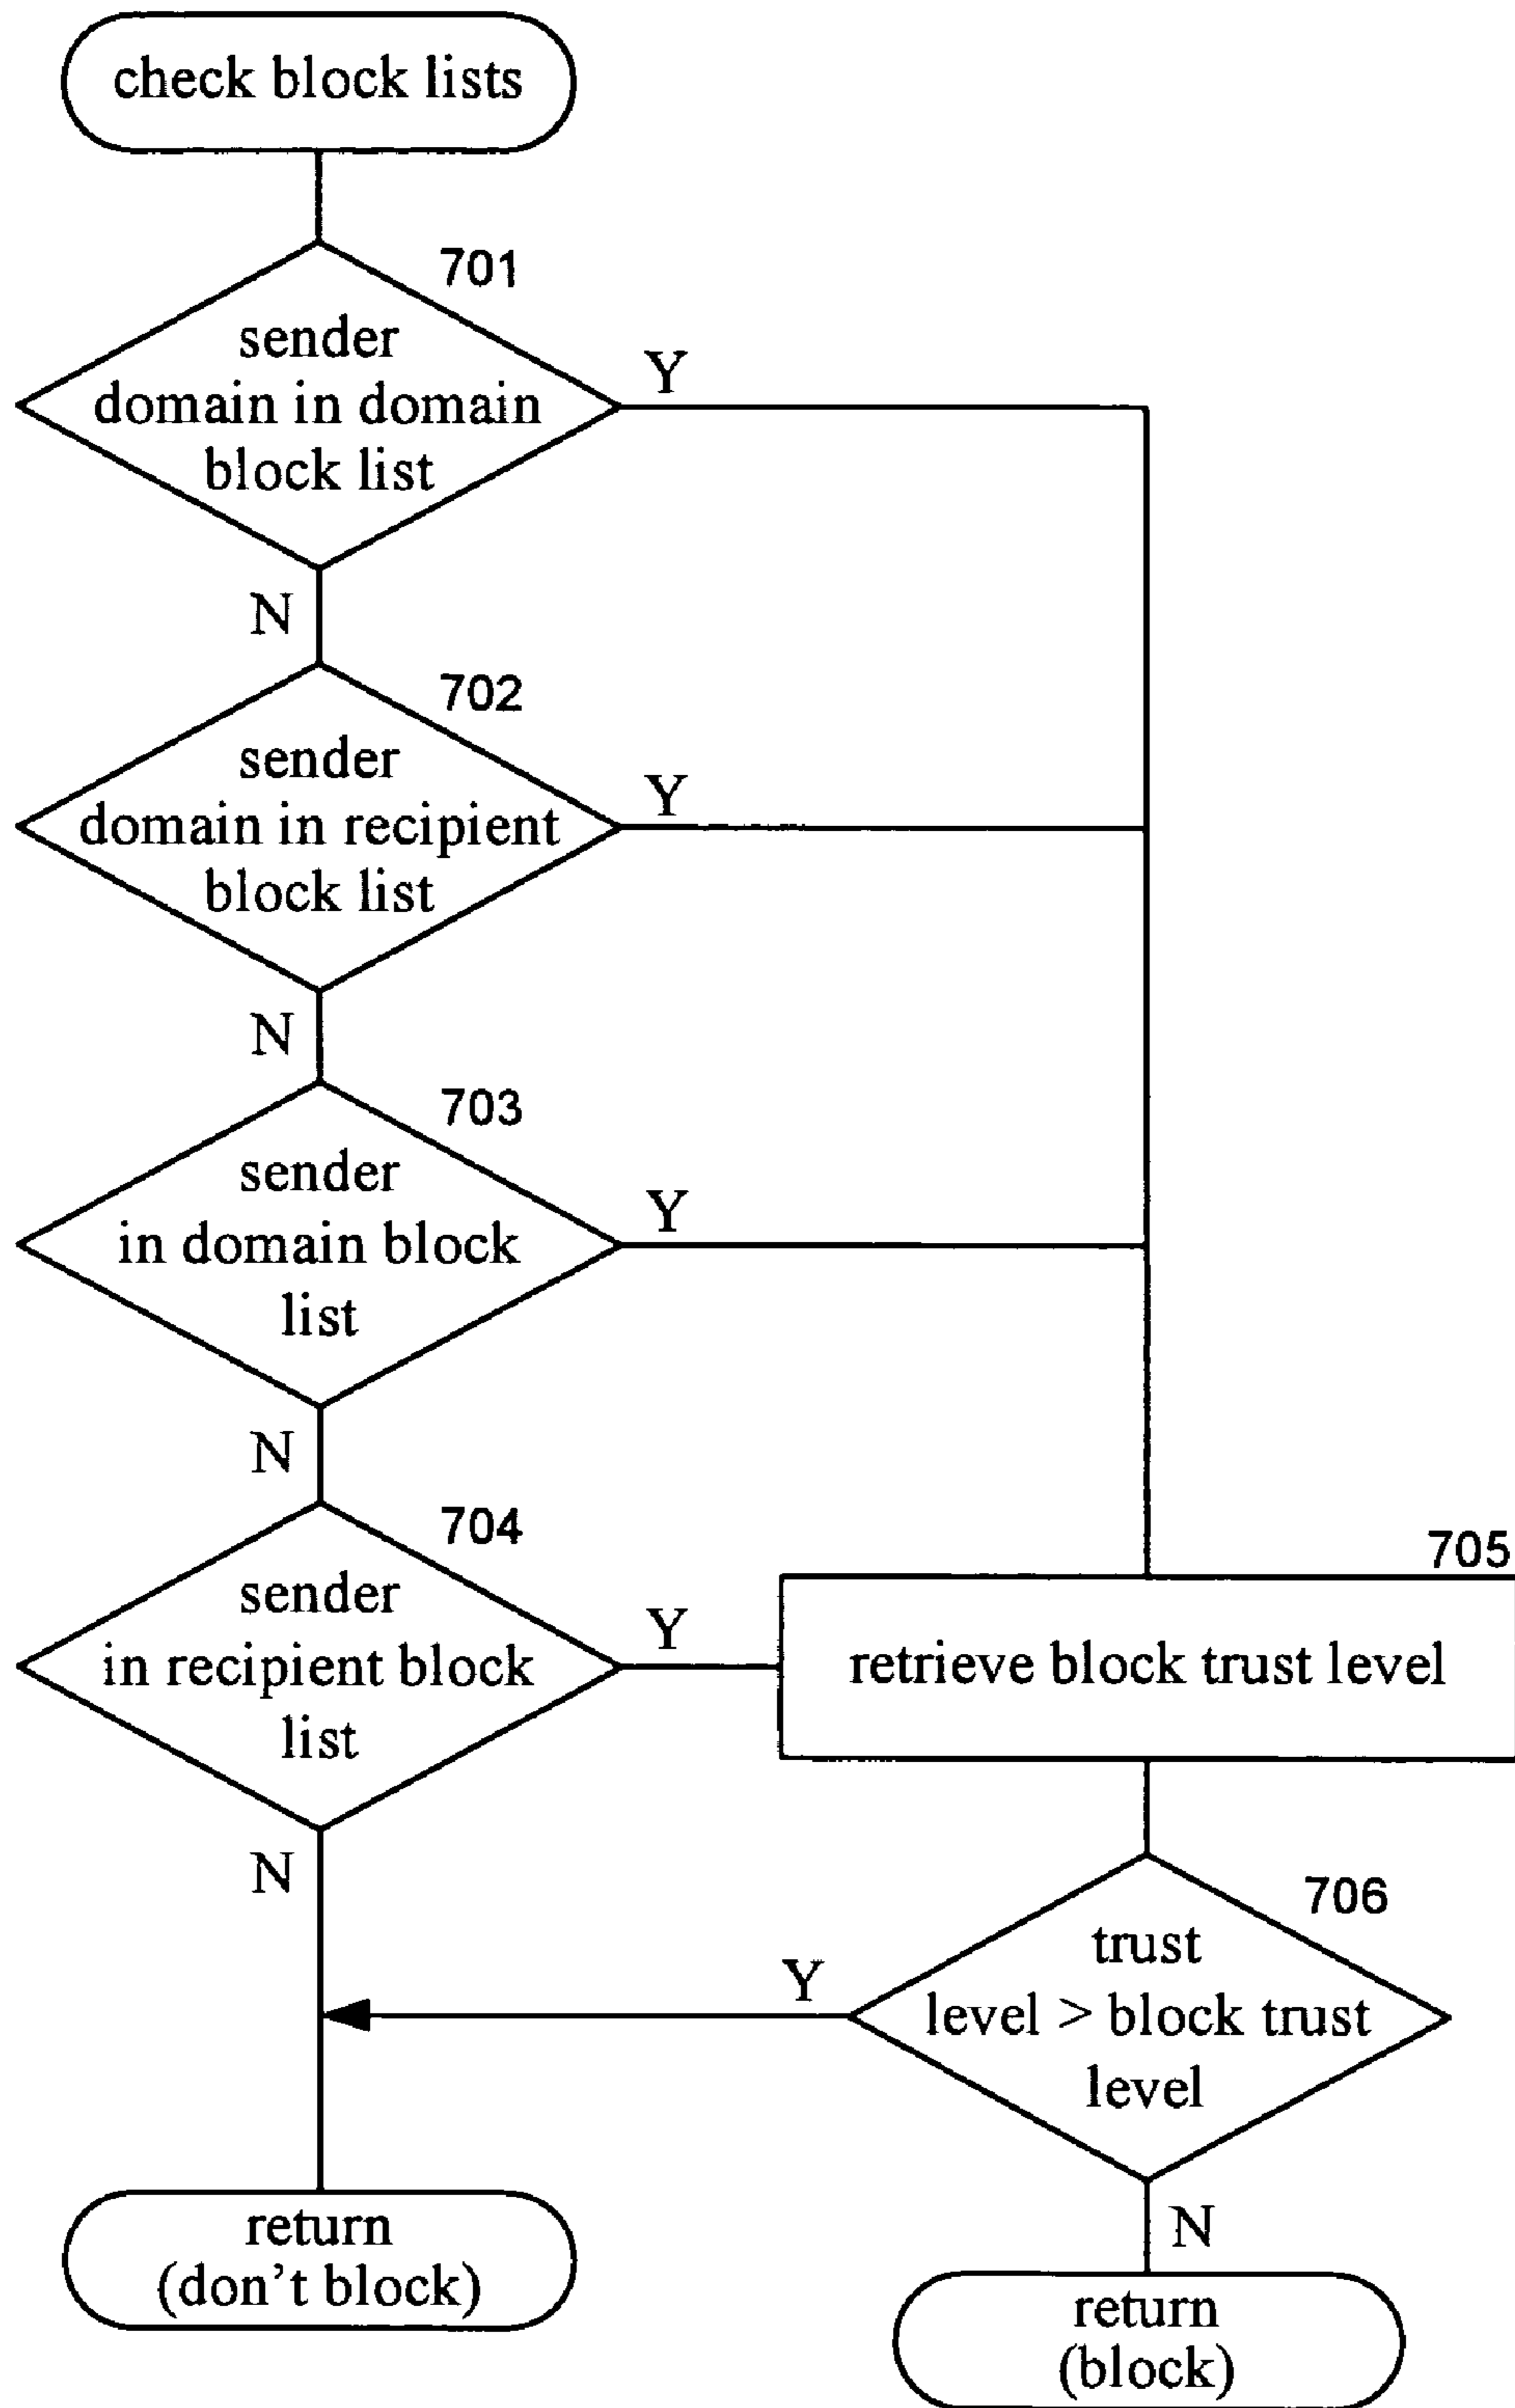 check block lists
701
sender
domain in domain
block list
Y
N
702
sender
domain in recipient
block list
Y
N
703
sender
in domain block
list
Y
N
704
sender
in recipient block
list
Y
705
retrieve block trust level
N
706
trust
level > block trust
level
Y
N
return
(don't block)
return
(block)